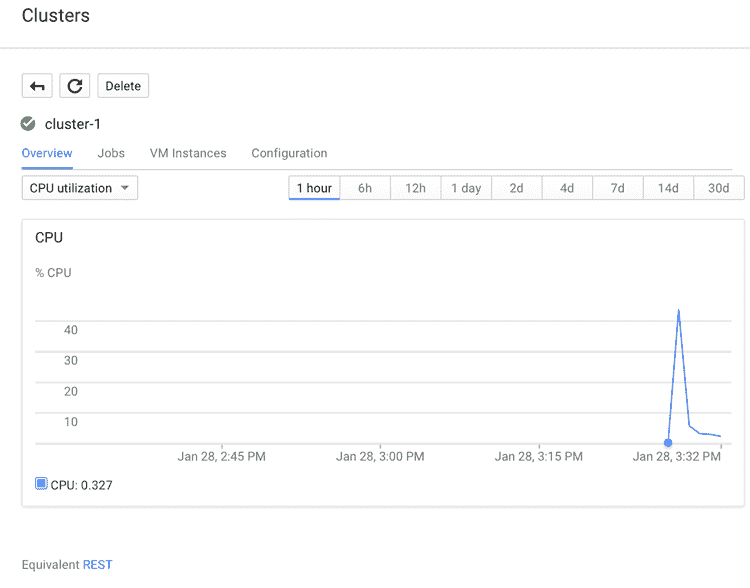 Clusters
Delete
cluster-1
Overview Jobs VM Instances Configuration
CPU utilization 1 hour 6h 12h 1 day 2d 4d 7d 14d 30d
CPU
% CPU
40
30
20
10
Jan 28, 2:45 PM Jan 28, 3:00 PM Jan 28, 3:15 PM Jan 28, 3:32 PM
CPU: 0.327
Equivalent REST